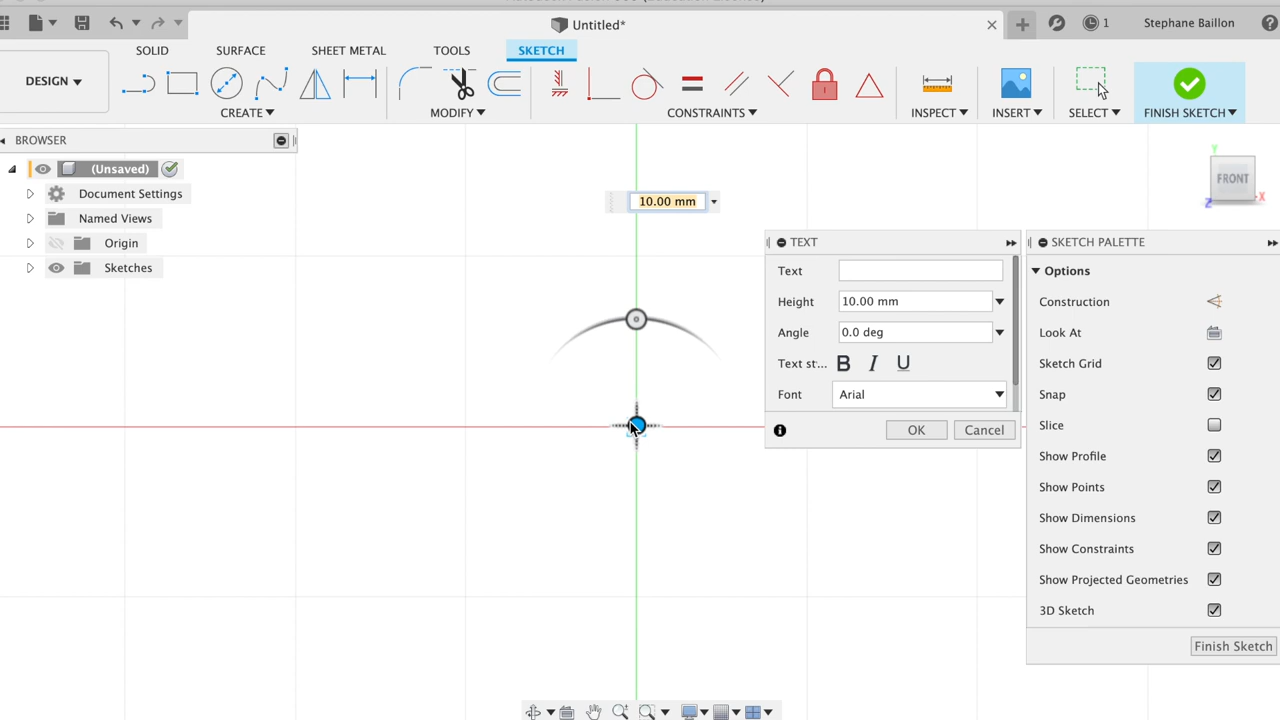 Untitled*
1
Stephane Baillon
SOLID
SURFACE
SHEET METAL
TOOLS
SKETCH
DESIGN
CREATE
MODIFY
CONSTRAINTS
INSPECT
INSERT
SELECT
FINISH SKETCH
BROWSER
(Unsaved)
Document Settings
Named Views
Origin
Sketches
10.00 mm
Y
FRONT
X
Z
TEXT
Text
Height
10.00 mm
Angle
0.0 deg
Text st...
B I U
Font
Arial
OK
Cancel
SKETCH PALETTE
Options
Construction
Look At
Sketch Grid
Snap
Slice
Show Profile
Show Points
Show Dimensions
Show Constraints
Show Projected Geometries
3D Sketch
Finish Sketch